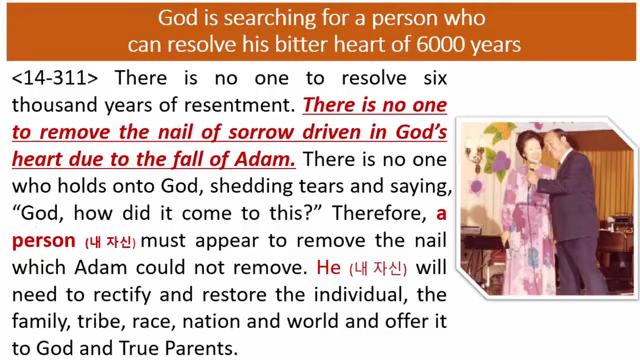 God is searching for a person who
can resolve his bitter heart of 6000 years
<14-311> There is no one to resolve six
thousand years of resentment. There is no one
to remove the nail of sorrow driven in God's
heart due to the fall of Adam. There is no one
who holds onto God, shedding tears and saying,
“God, how did it come to this?” Therefore, a
person (내 자신) must appear to remove the nail
which Adam could not remove. He (내 자신) will
need to rectify and restore the individual, the
family, tribe, race, nation and world and offer it
to God and True Parents.